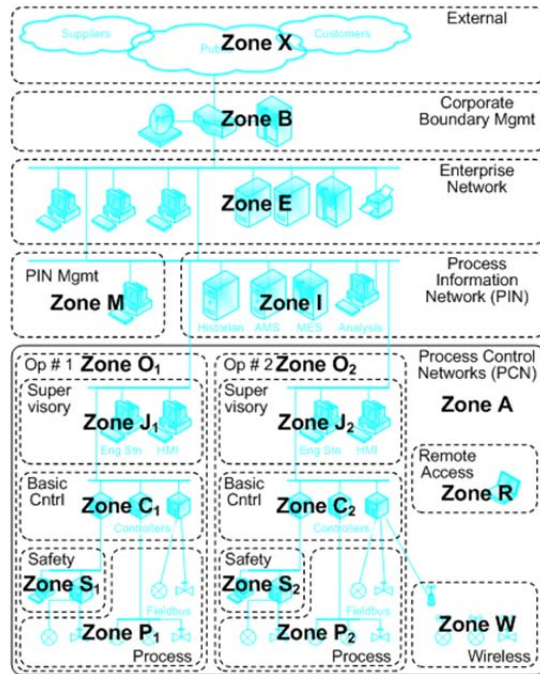 External
Suppliers
Customers
Zone X
Corporate
Boundary Mgmt
Zone B
Enterprise
Network
Zone E
PIN Mgmt
Zone M
Process
Information
Network (PIN)
Zone I
Historian AMS MES Analysis
Process Control
Networks (PCN)
Zone A
Op # 1 Zone O₁
Super
visory
Zone J₁
Eng Stn HMI
Basic
Cntrl
Zone C₁
Controllers
Safety
Zone S₁
Fieldbus
Zone P₁
Process
Op # 2 Zone O₂
Super
visory
Zone J₂
Eng Stn HMI
Basic
Cntrl
Zone C₂
Controllers
Safety
Zone S₂
Fieldbus
Zone P₂
Process
Remote
Access
Zone R
Zone W
Wireless